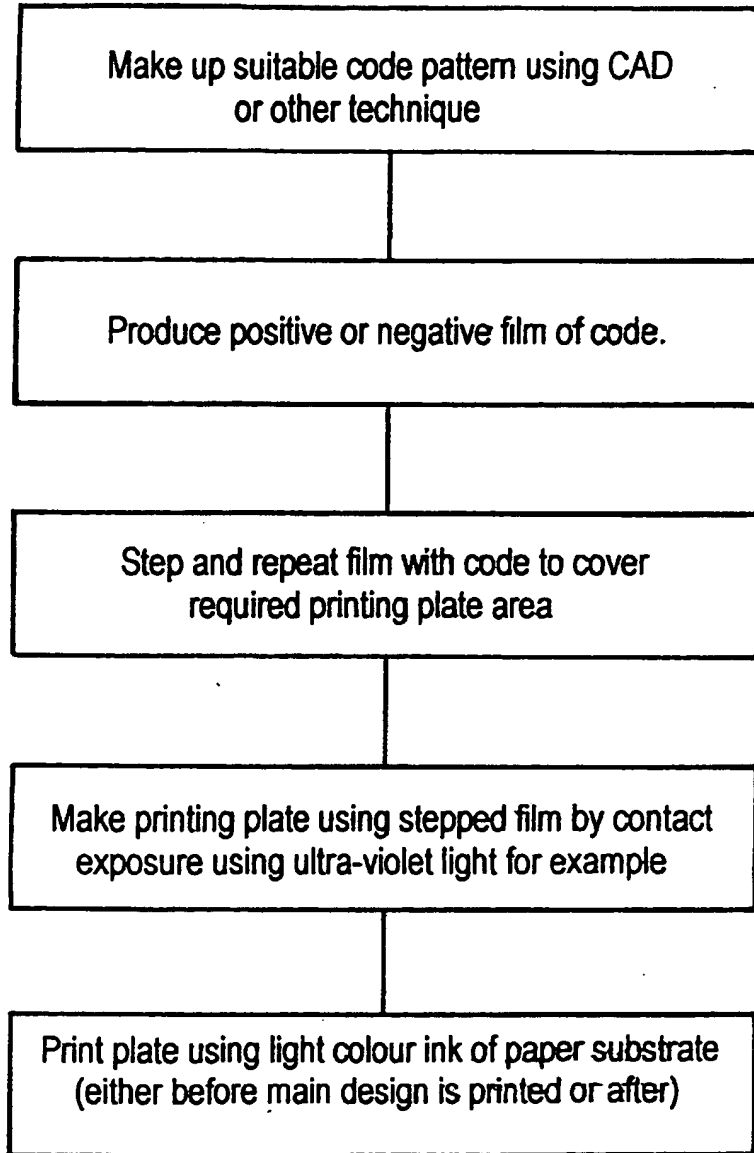 Make up suitable code pattern using CAD
or other technique
Produce positive or negative film of code.
Step and repeat film with code to cover
required printing plate area
Make printing plate using stepped film by contact
exposure using ultra-violet light for example
Print plate using light colour ink of paper substrate
(either before main design is printed or after)